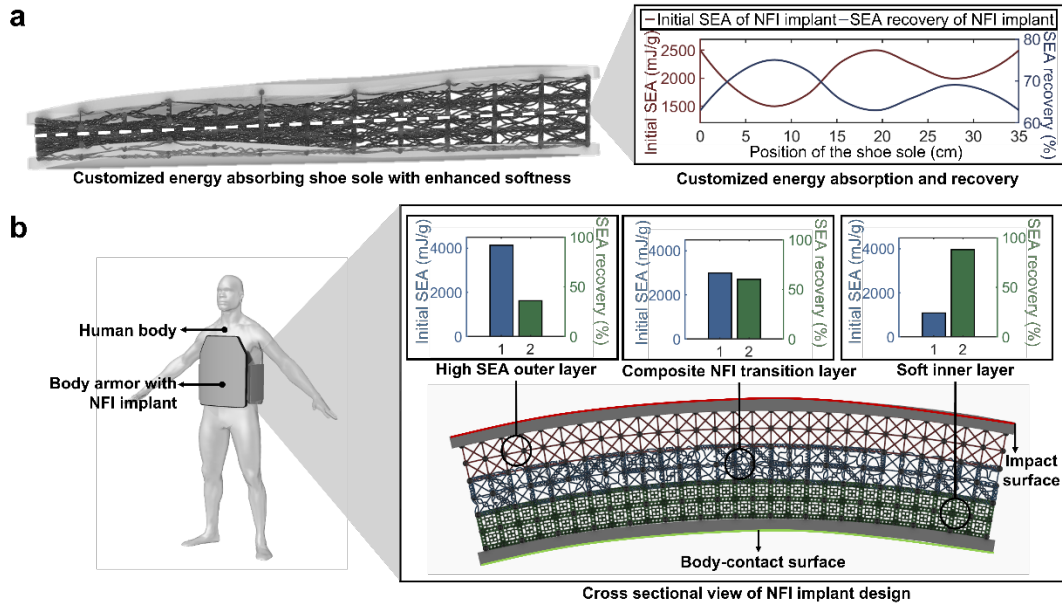 a
Initial SEA of NFI implant
SEA recovery of NFI implant
Initial SEA (mJ/g)
2500
2000
1500
80
70
60
SEA recovery (%)
0
5
10
15
20
25
30
35
Position of the shoe sole (cm)
Customized energy absorbing shoe sole with enhanced softness
Customized energy absorption and recovery
b
Human body
Body armor with
NFI implant
Initial SEA (mJ/g)
4000
2000
0
100
50
0
SEA recovery (%)
1
2
High SEA outer layer
Initial SEA (mJ/g)
4000
2000
0
100
50
0
SEA recovery (%)
1
2
Composite NFI transition layer
Initial SEA (mJ/g)
4000
2000
0
100
50
0
SEA recovery (%)
1
2
Soft inner layer
Impact
surface
Body-contact surface
Cross sectional view of NFI implant design